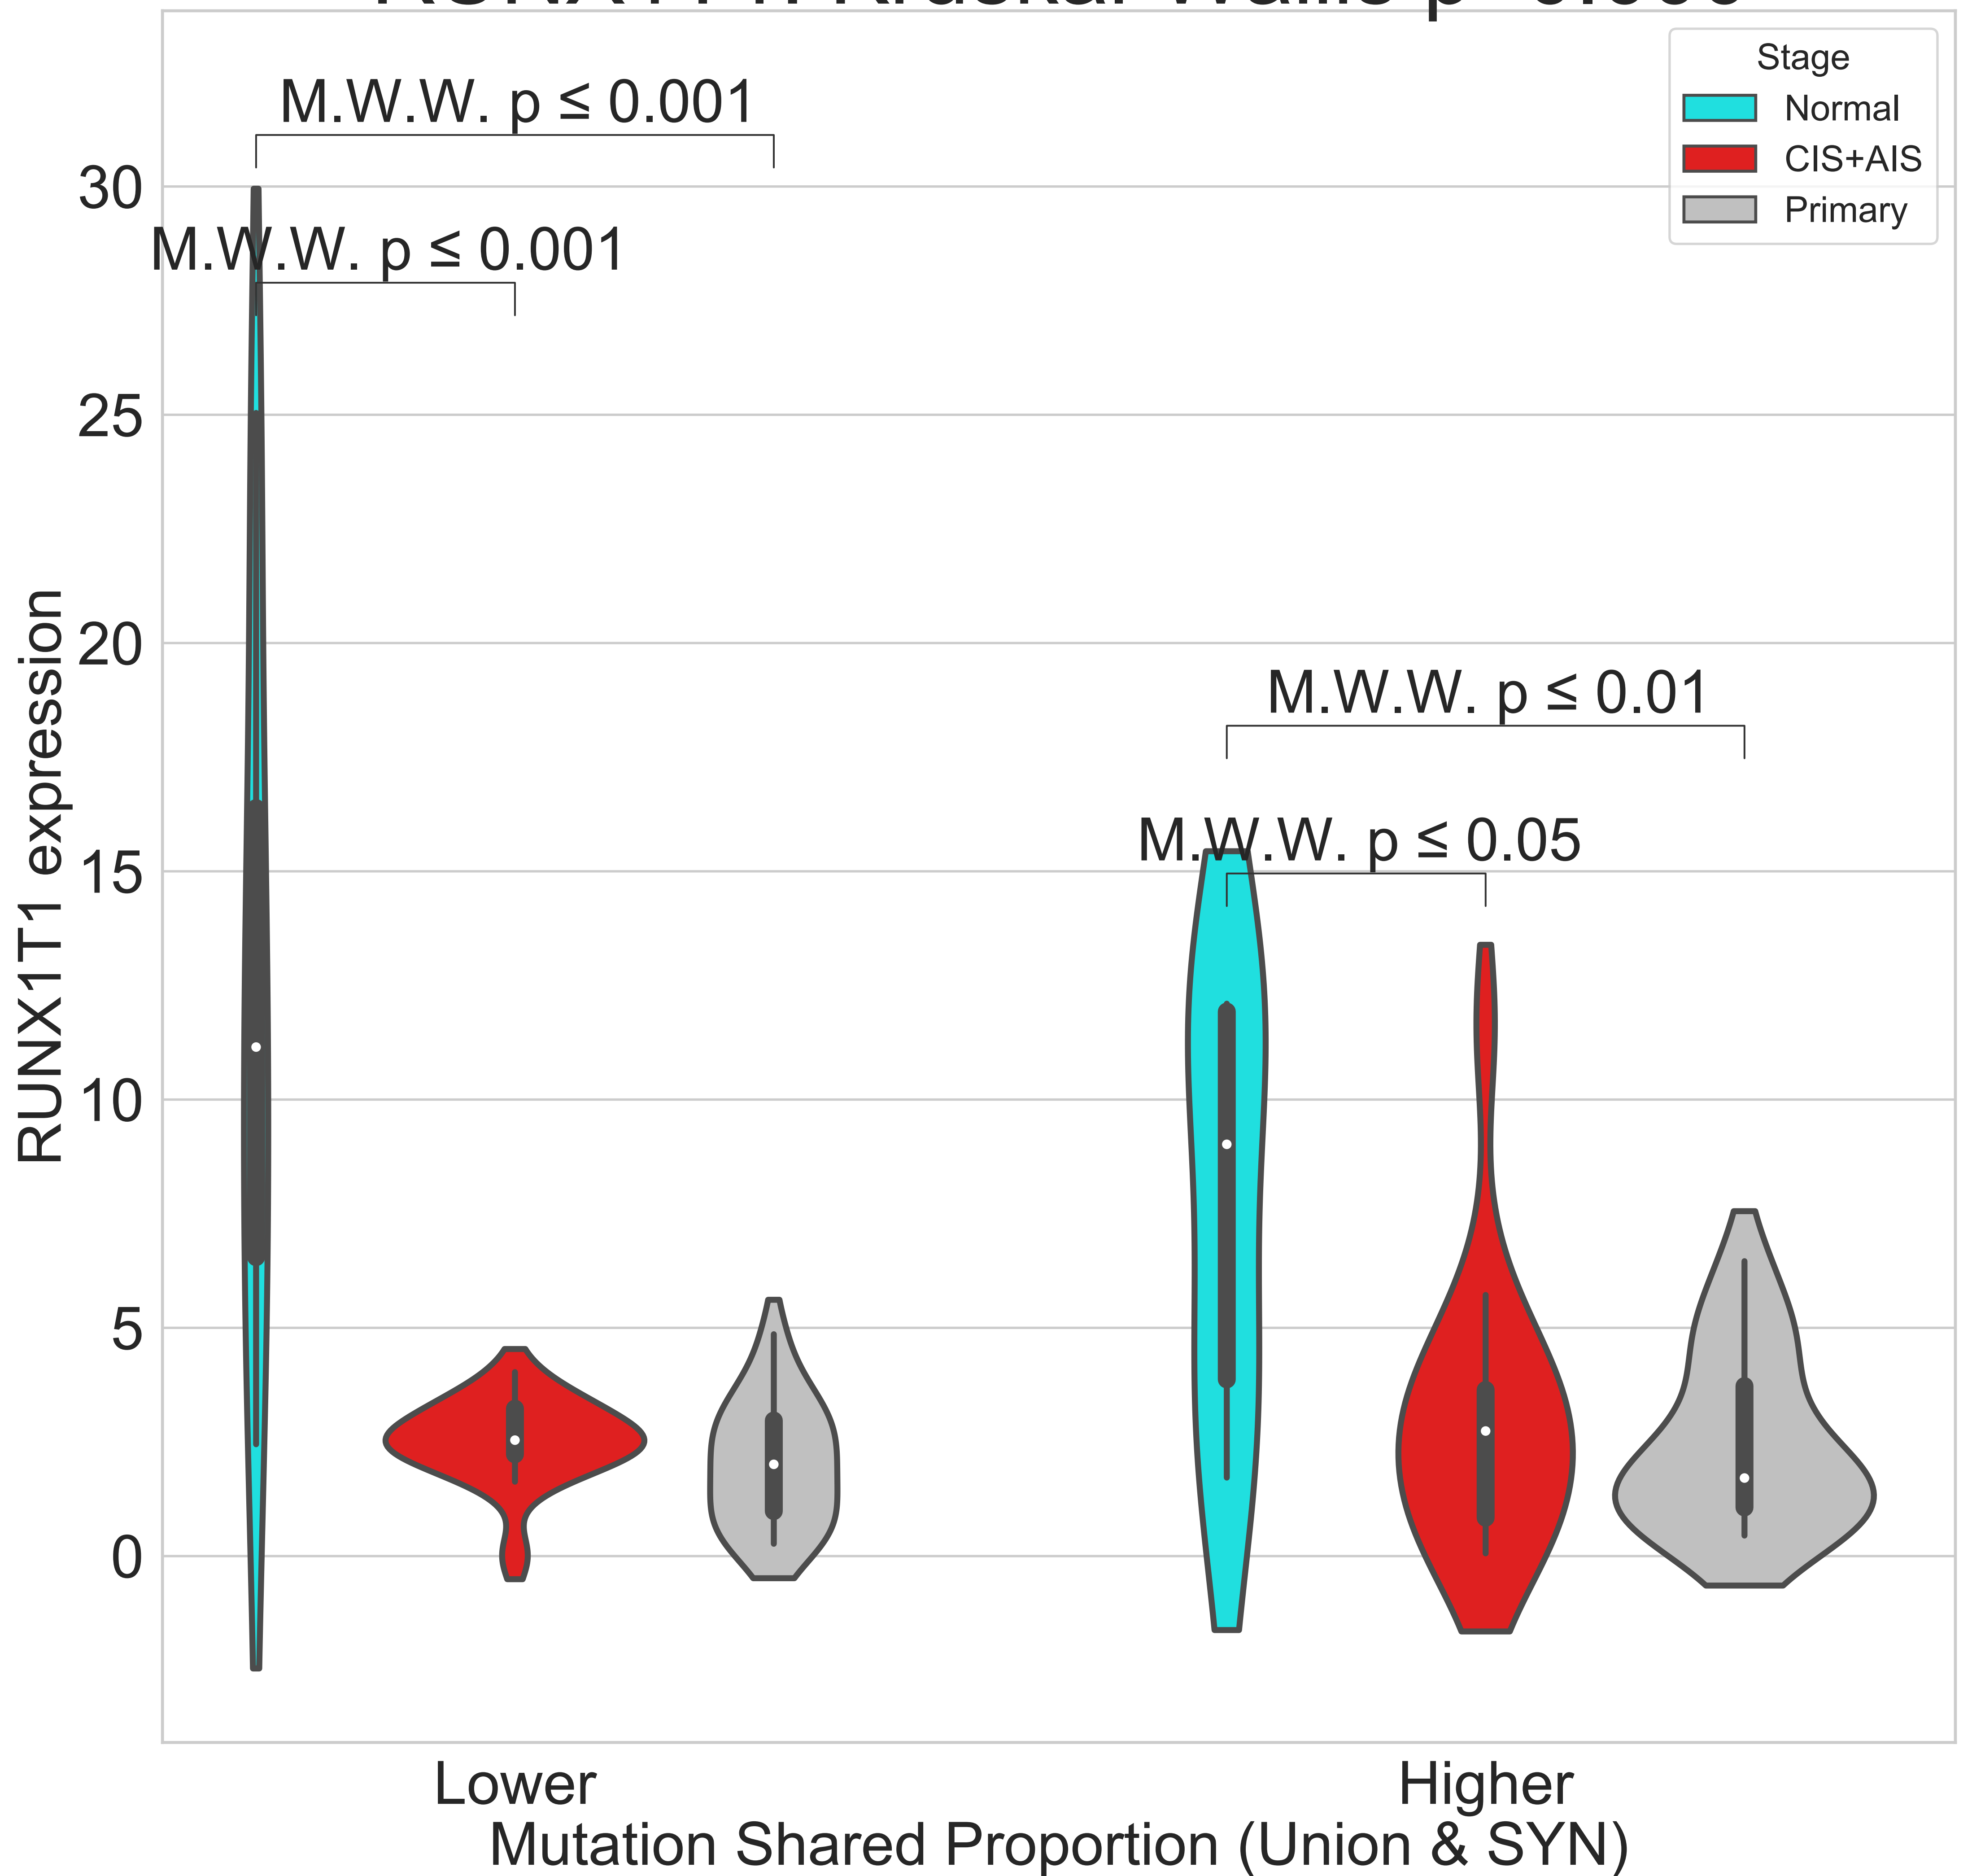 Stage
Normal
CIS+AIS
Primary
M.W.W. p ≤ 0.001
M.W.W. p ≤ 0.001
M.W.W. p ≤ 0.01
M.W.W. p ≤ 0.05
30
25
20
15
10
5
0
RUNX1T1 expression
Lower
Higher
Mutation Shared Proportion (Union & SYN)